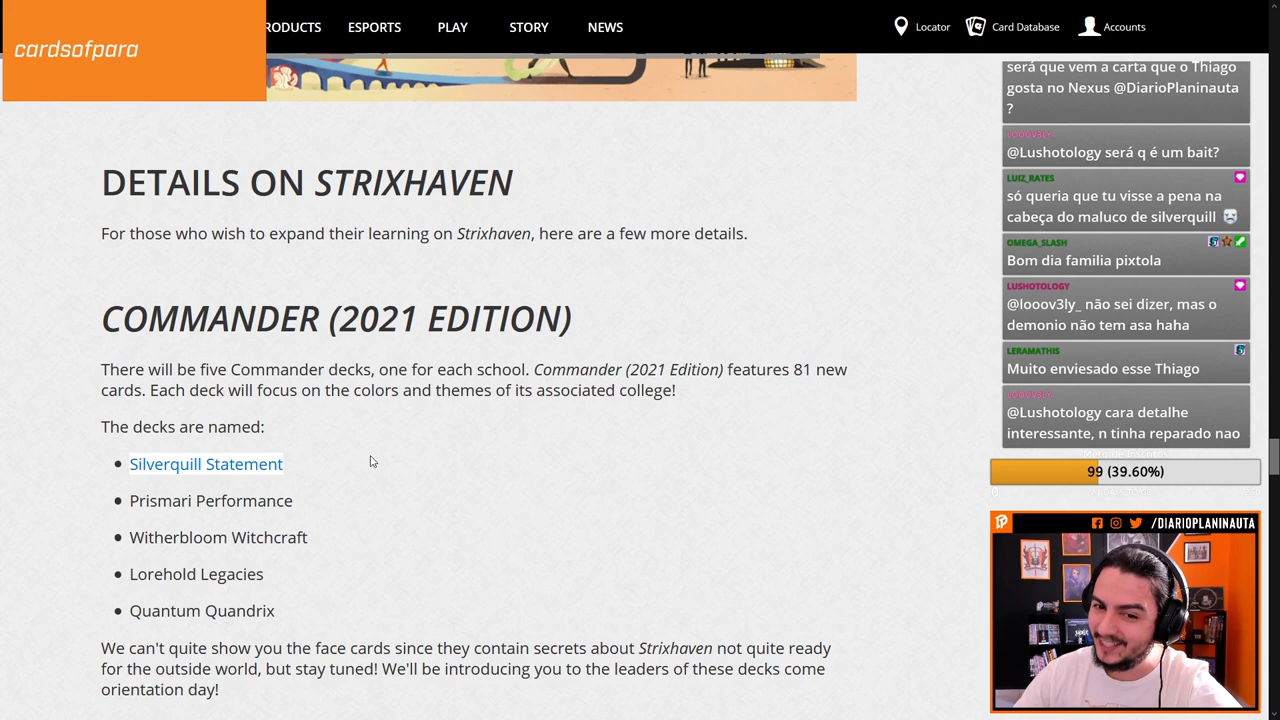 cardsofpara
RODUCTS
ESPORTS
PLAY
STORY
NEWS
Locator
Card Database
Accounts
DETAILS ON STRIXHAVEN
For those who wish to expand their learning on Strixhaven, here are a few more details.
COMMANDER (2021 EDITION)
There will be five Commander decks, one for each school. Commander (2021 Edition) features 81 new
cards. Each deck will focus on the colors and themes of its associated college!
The decks are named:
Silverquill Statement
Prismari Performance
Witherbloom Witchcraft
Lorehold Legacies
Quantum Quandrix
We can't quite show you the face cards since they contain secrets about Strixhaven not quite ready
for the outside world, but stay tuned! We'll be introducing you to the leaders of these decks come
orientation day!
será que vem a carta que o Thiago
gosta no Nexus @DiarioPlaninauta
?
LOOOV3LY_
@Lushotology será q é um bait?
LUIZ_RATES
só queria que tu visse a pena na
cabeça do maluco de silverquill
OMEGA_SLASH
Bom dia familia pixtola
LUSHOTOLOGY
@looov3ly_ não sei dizer, mas o
demonio não tem asa haha
LERAMATHIS
Muito enviesado esse Thiago
LOOOV3LY_
@Lushotology cara detalhe
interessante, n tinha reparado nao
99 (39.60%)
/DIARIOPLANINAUTA